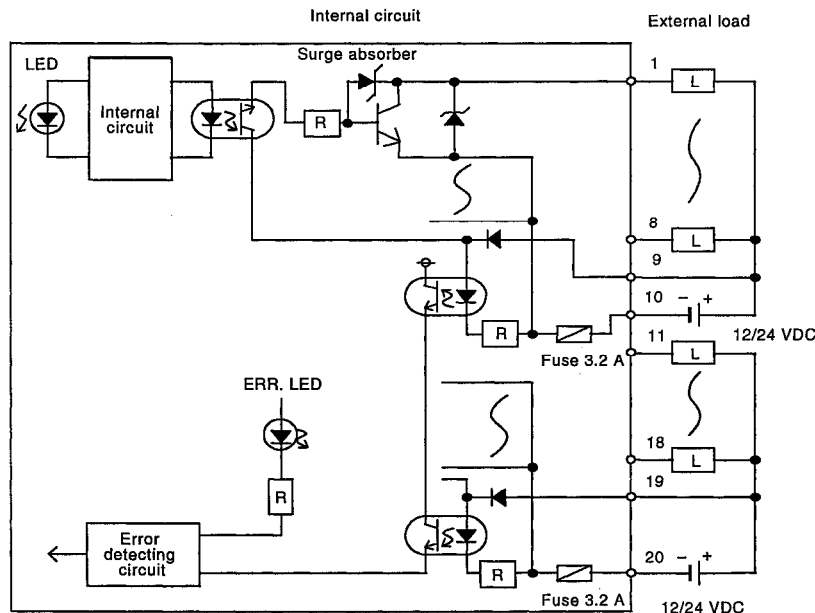 Internal circuit
External load
LED
Surge absorber
1
L
Internal
circuit
R
8
L
9
10
- +
R
12/24 VDC
Fuse 3.2 A
11
L
ERR. LED
18
L
R
19
Error
detecting
circuit
20
- +
R
Fuse 3.2 A
12/24 VDC